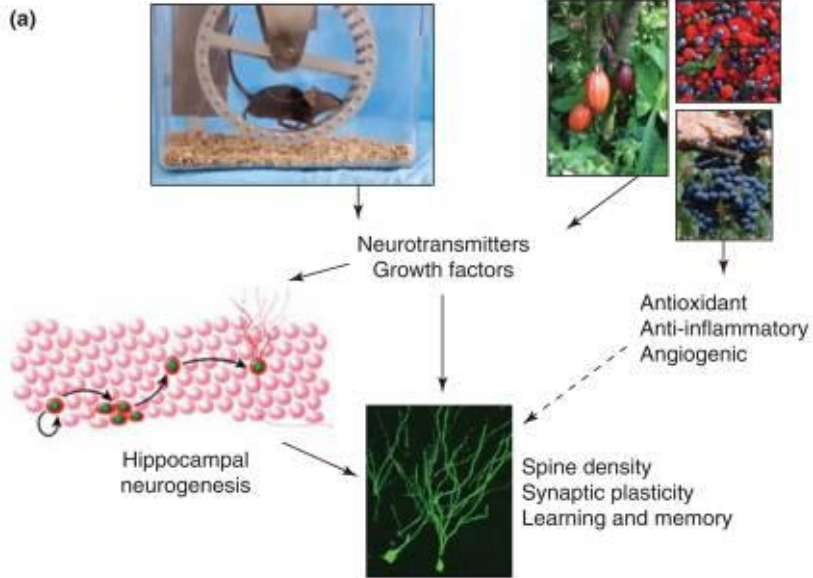 (a)
Neurotransmitters
Growth factors
Antioxidant
Anti-inflammatory
Angiogenic
Hippocampal
neurogenesis
Spine density
Synaptic plasticity
Learning and memory